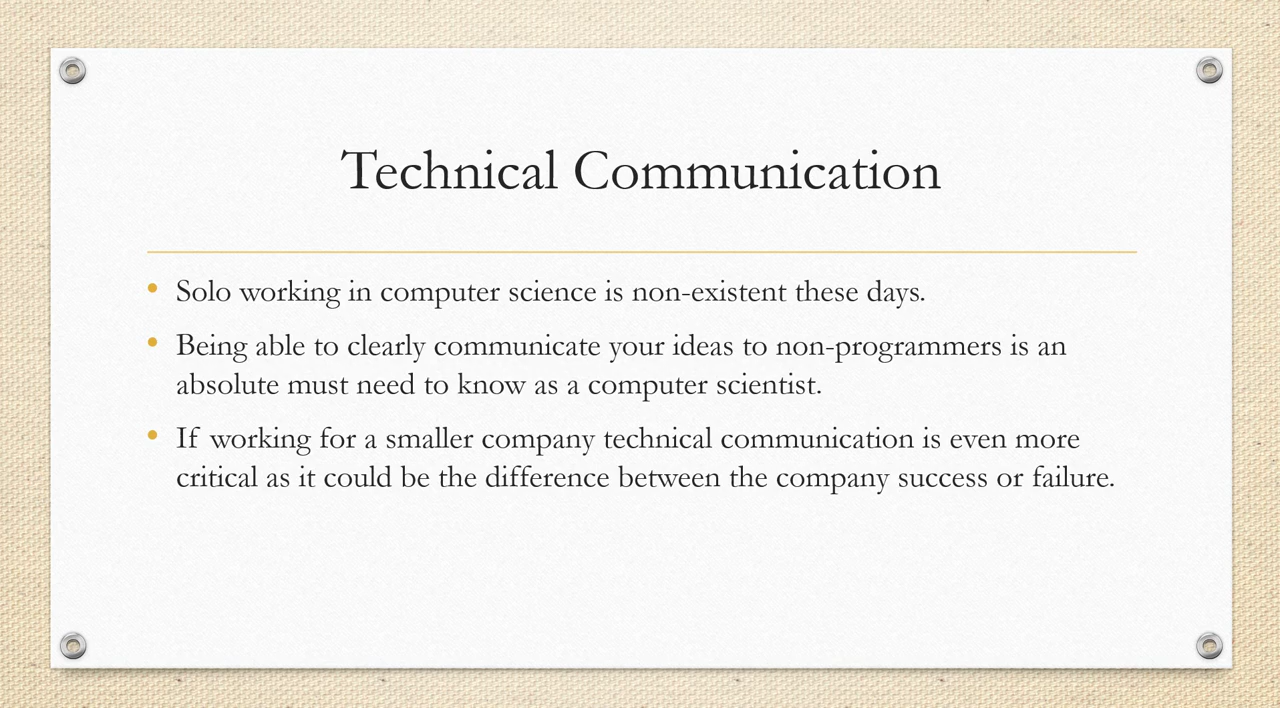 Technical Communication
• Solo working in computer science is non-existent these days.
• Being able to clearly communicate your ideas to non-programmers is an
absolute must need to know as a computer scientist.
• If working for a smaller company technical communication is even more
critical as it could be the difference between the company success or failure.